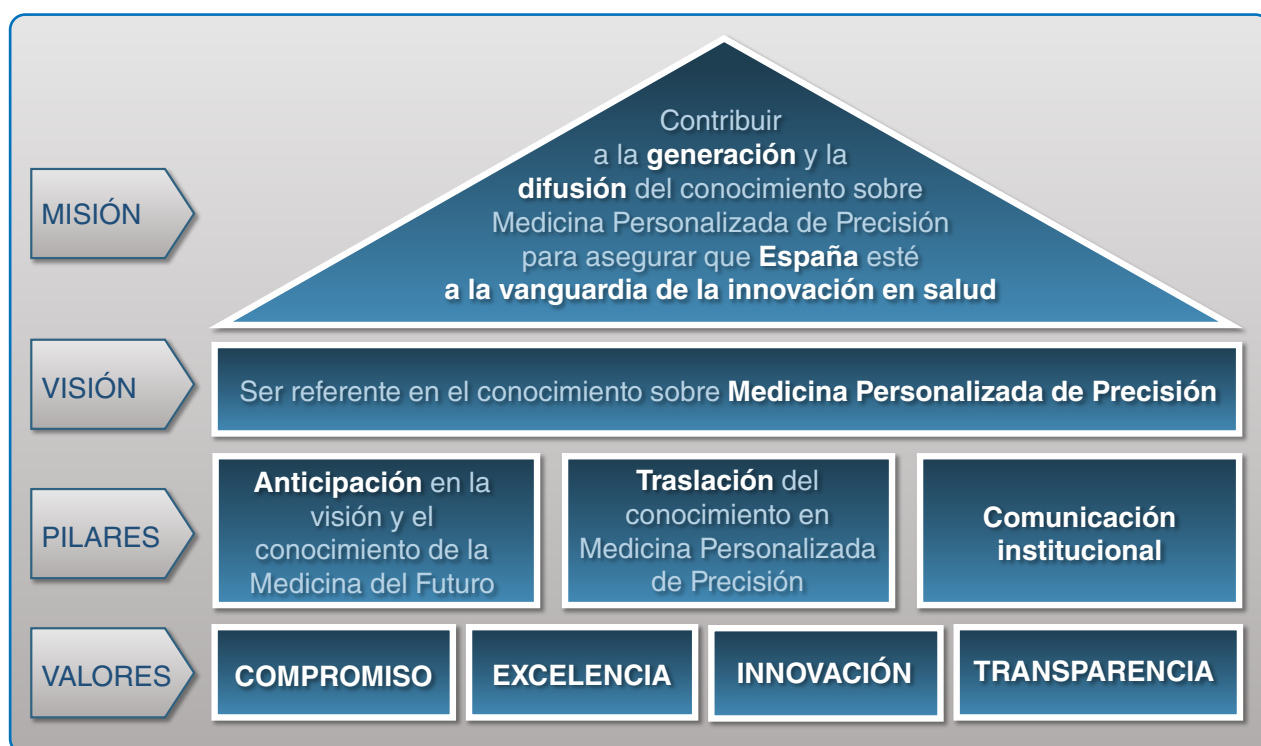 MISIÓN
Contribuir
a la generación y la
difusión del conocimiento sobre
Medicina Personalizada de Precisión
para asegurar que España esté
a la vanguardia de la innovación en salud
VISIÓN
Ser referente en el conocimiento sobre Medicina Personalizada de Precisión
PILARES
Anticipación en la
visión y el
conocimiento de la
Medicina del Futuro
Traslación del
conocimiento en
Medicina Personalizada
de Precisión
Comunicación
institucional
VALORES
COMPROMISO
EXCELENCIA
INNOVACIÓN
TRANSPARENCIA